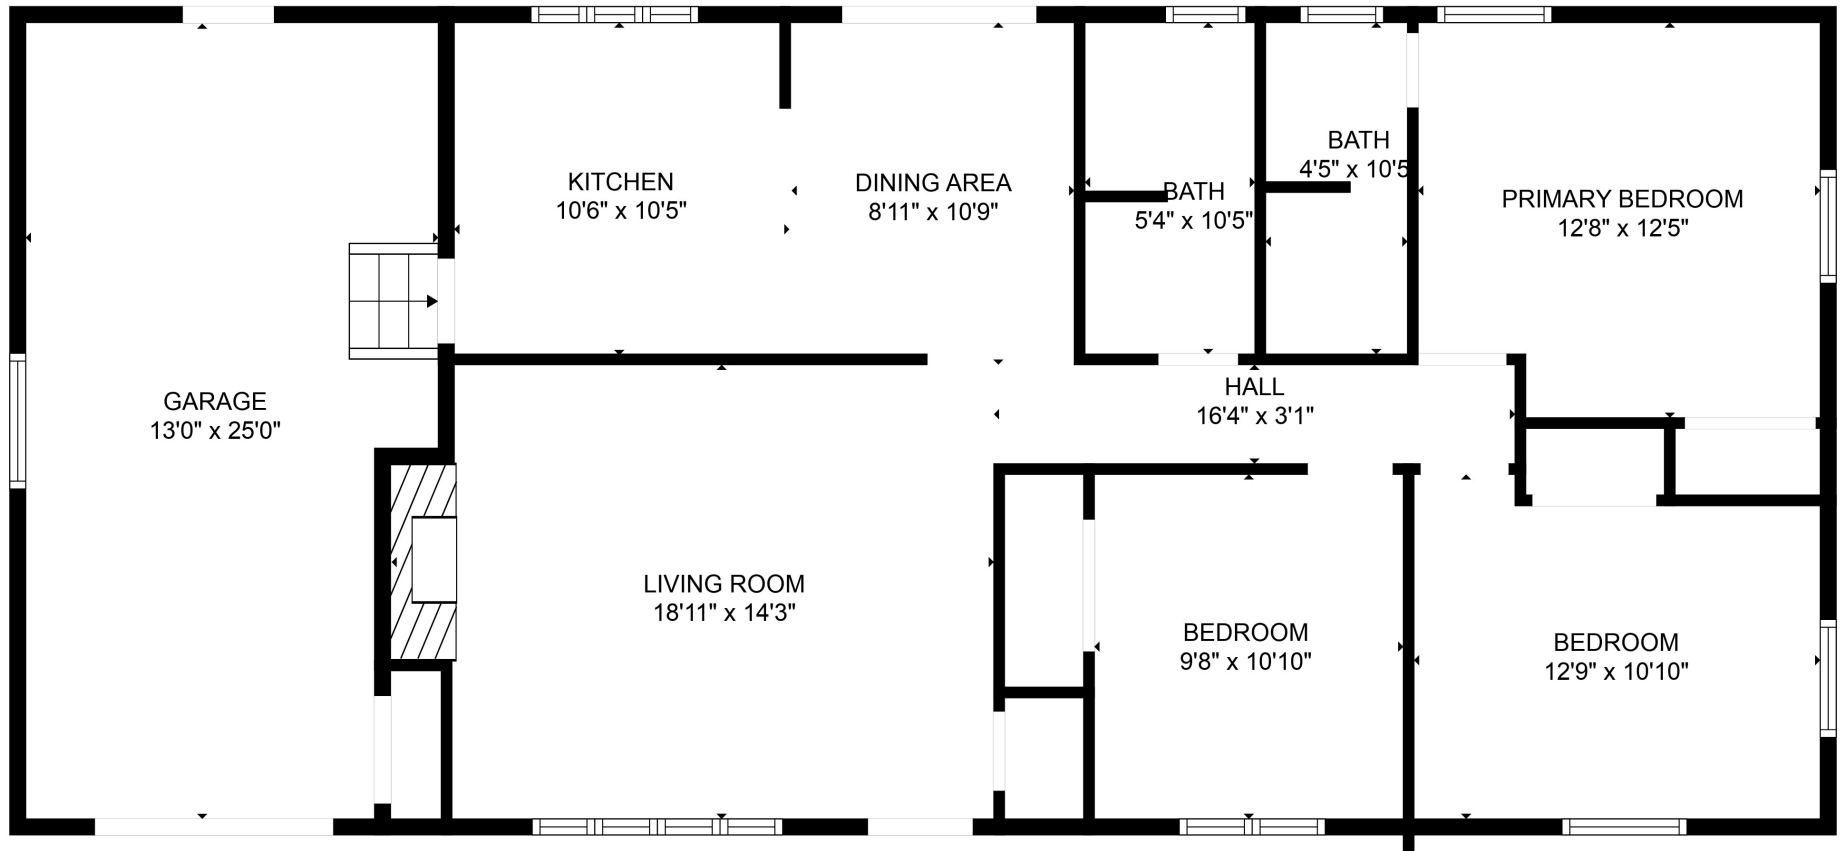 KITCHEN
10'6" x 10'5"
DINING AREA
8'11" x 10'9"
BATH
5'4" x 10'5"
BATH
4'5" x 10'5
PRIMARY BEDROOM
12'8" x 12'5"
GARAGE
13'0" x 25'0"
HALL
16'4" x 3'1"
LIVING ROOM
18'11" x 14'3"
BEDROOM
9'8" x 10'10"
BEDROOM
12'9" x 10'10"